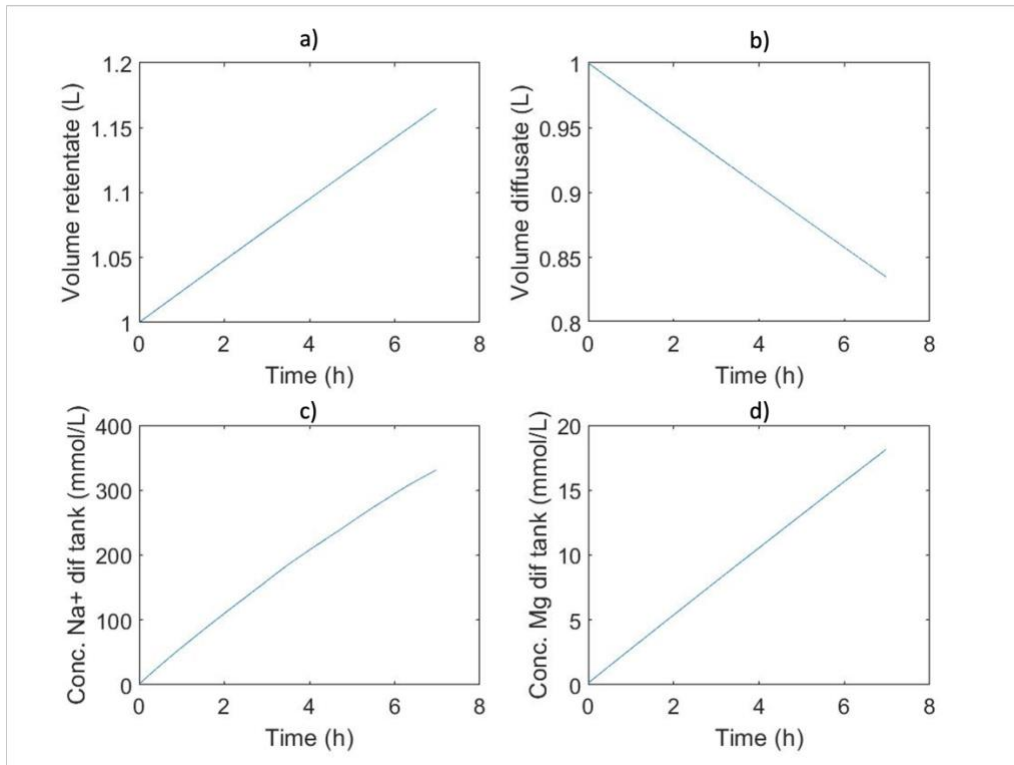 a)
Volume retentate (L)
1.2
1.15
1.1
1.05
1
0 2 4 6 8
Time (h)
b)
Volume diffusate (L)
1
0.95
0.9
0.85
0.8
0 2 4 6 8
Time (h)
c)
Conc. Na+ dif tank (mmol/L)
400
300
200
100
0
0 2 4 6 8
Time (h)
d)
Conc. Mg dif tank (mmol/L)
20
15
10
5
0
0 2 4 6 8
Time (h)